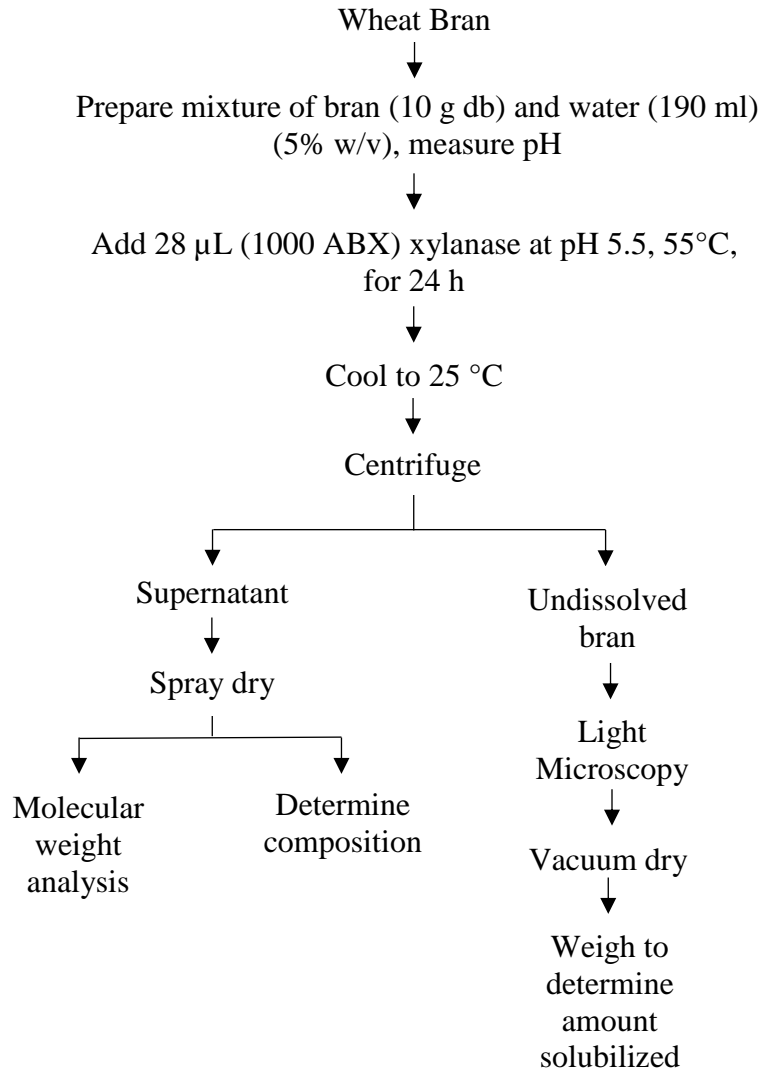 Wheat Bran
Prepare mixture of bran (10 g db) and water (190 ml)
(5% w/v), measure pH
Add 28 µL (1000 ABX) xylanase at pH 5.5, 55°C,
for 24 h
Cool to 25 °C
Centrifuge
Supernatant
Spray dry
Molecular
weight
analysis
Determine
composition
Undissolved
bran
Light
Microscopy
Vacuum dry
Weigh to
determine
amount
solubilized